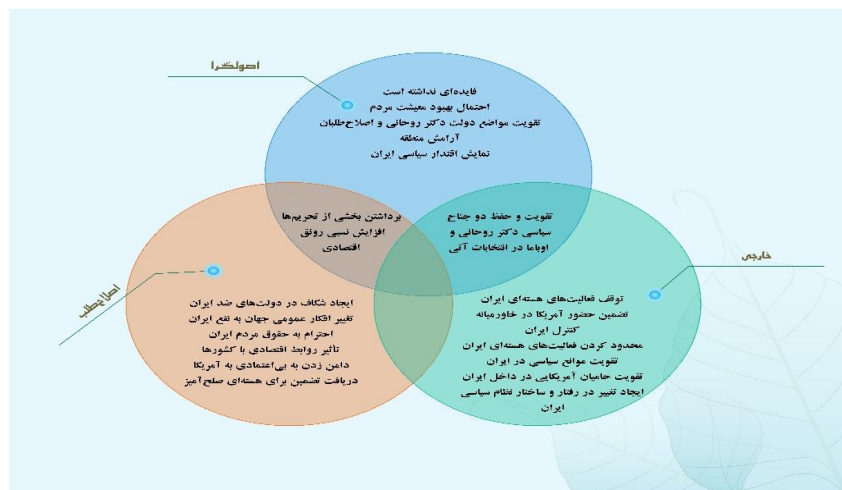 اصولگرا
فایده‌ای نداشته است
احتمال بهبود معیشت مردم
تقویت مواضع دولت دکتر روحانی و اصلاح‌طلبان
آرامش منطقه
نمایش اقتدار سیاسی ایران
تقویت و حفظ دو جناح
سیاسی دکتر روحانی و
اوباما در انتخابات آتی
برداشتن بخشی از تحریم‌ها
افزایش نسبی رونق
اقتصادی
خارجی
توقف فعالیت‌های هسته‌ای ایران
تضمین حضور آمریکا در خاورمیانه
کنترل ایران
محدود کردن فعالیت‌های هسته‌ای ایران
تقویت مواضع سیاسی در ایران
تقویت حامیان آمریکایی در داخل ایران
ایجاد تغییر در رفتار و ساختار نظام سیاسی
ایران
اصلاح‌طلب
ایجاد شکاف در دولت‌های ضد ایران
تغییر افکار عمومی جهان به نفع ایران
احترام به حقوق مردم ایران
تأثیر روابط اقتصادی با کشورها
دامن زدن به بی‌اعتمادی به آمریکا
دریافت تضمین برای هسته‌ای صلح‌آمیز